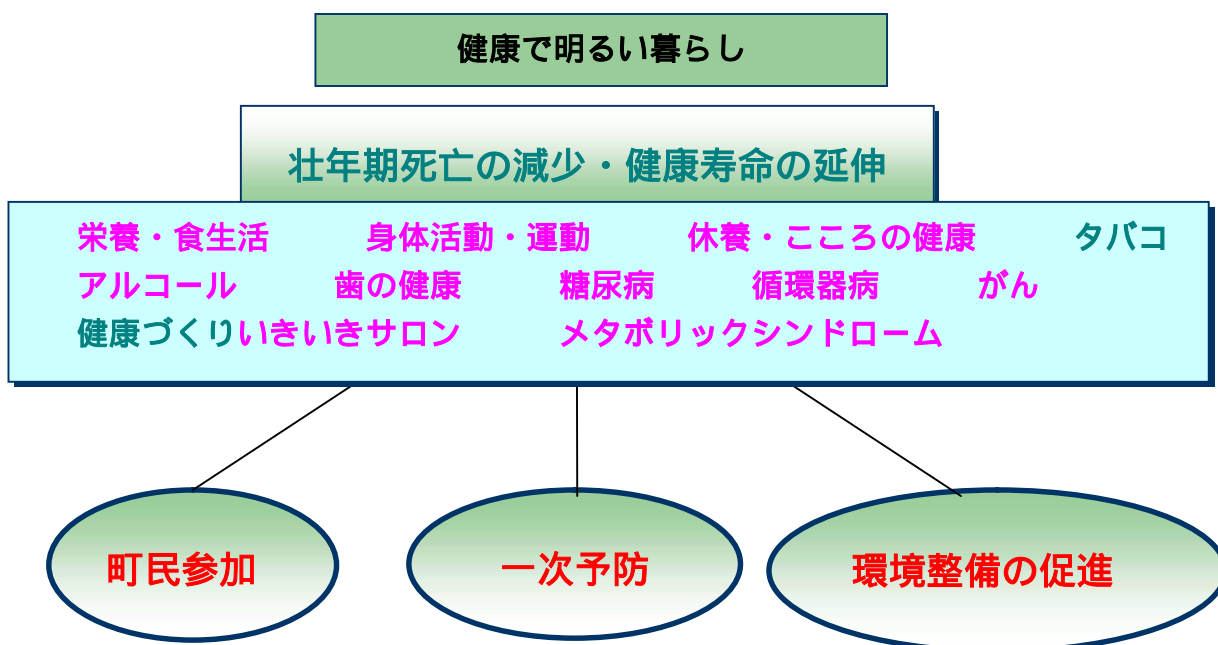 健康で明るい暮らし
壮年期死亡の減少・健康寿命の延伸
栄養・食生活　身体活動・運動　休養・こころの健康　タバコ
アルコール　歯の健康　糖尿病　循環器病　がん
健康づくりいきいきサロン　メタボリックシンドローム
町民参加　一次予防　環境整備の促進